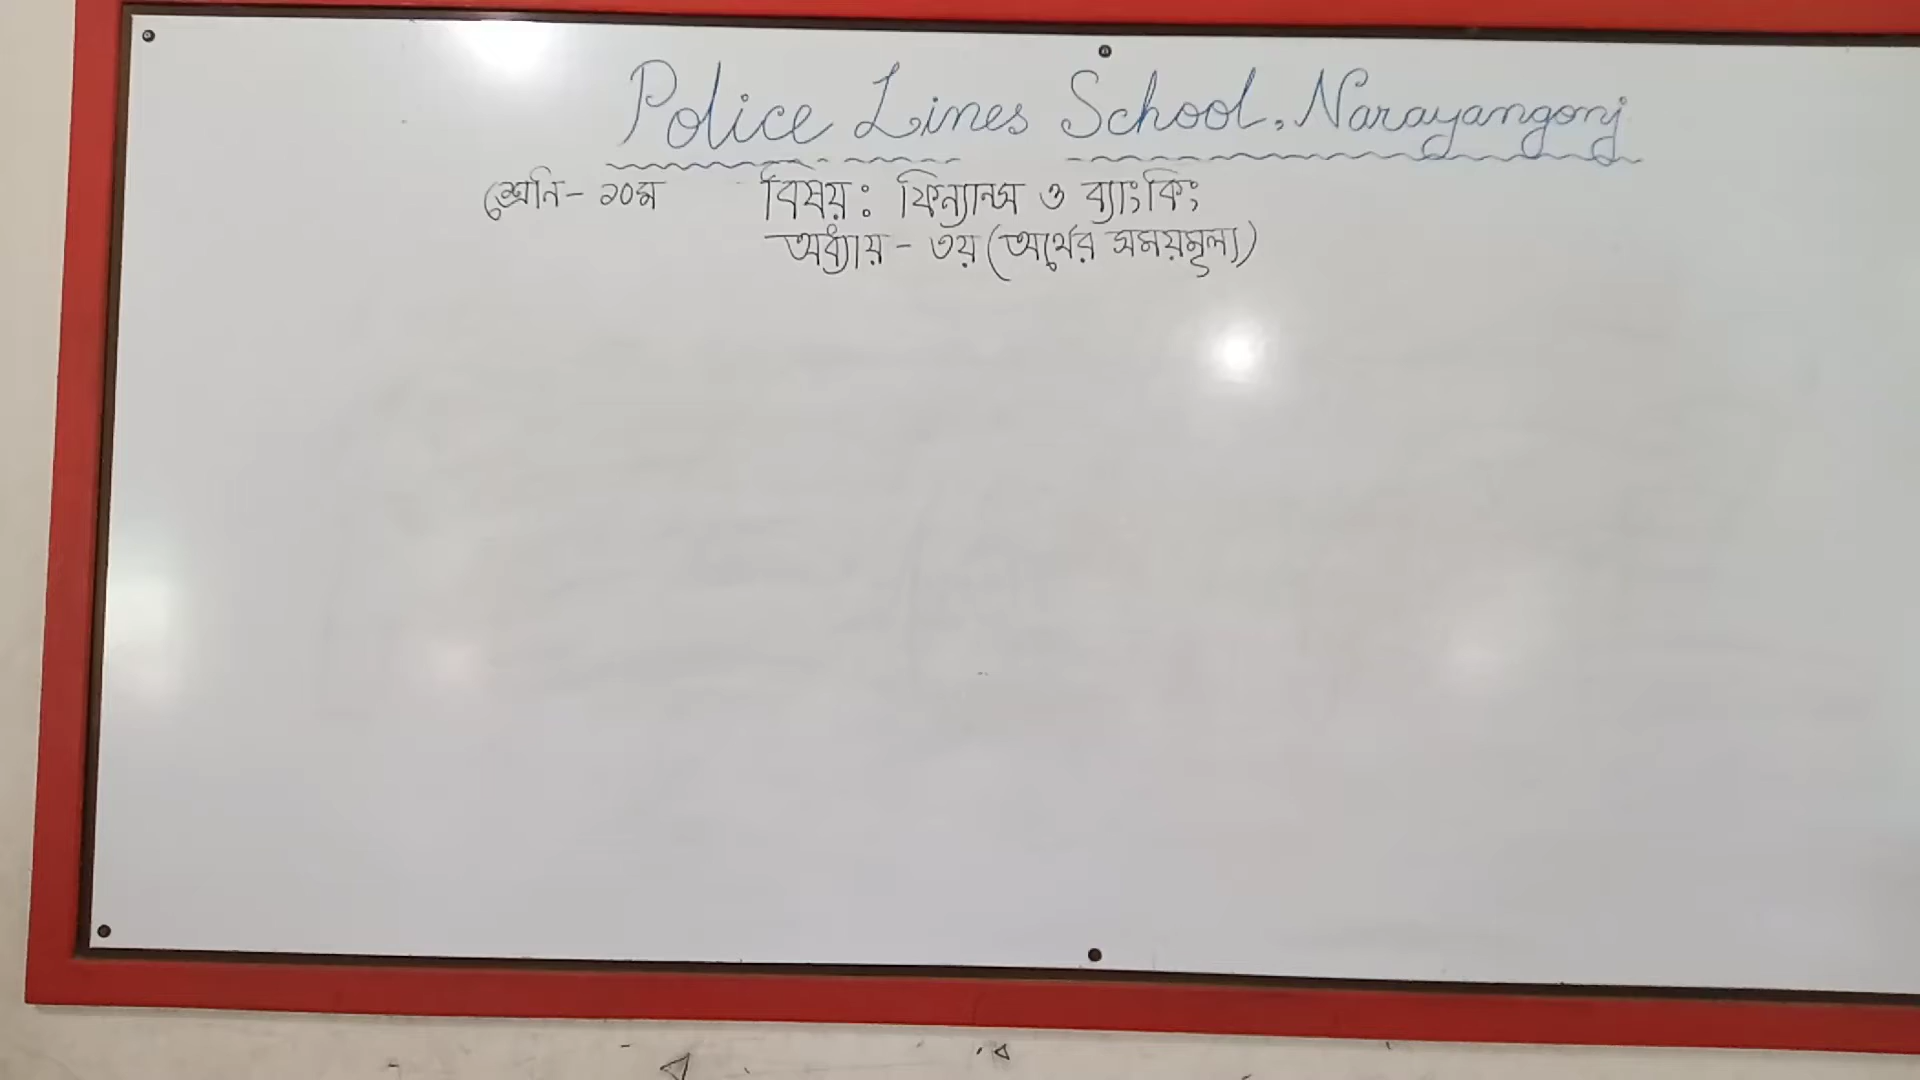 Police Lines School, Narayangonj
শ্রেনি- ১০ম বিষয়: ফিন্যান্স ও ব্যাংকিং
অধ্যায় - ৩য় (অর্থের সময়মূল্য)